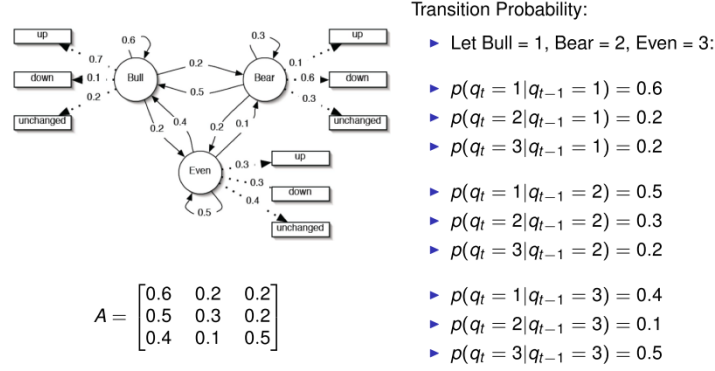 Transition Probability:
► Let Bull = 1, Bear = 2, Even = 3:
► p(q_t = 1|q_{t−1} = 1) = 0.6
► p(q_t = 2|q_{t−1} = 1) = 0.2
► p(q_t = 3|q_{t−1} = 1) = 0.2
► p(q_t = 1|q_{t−1} = 2) = 0.5
► p(q_t = 2|q_{t−1} = 2) = 0.3
► p(q_t = 3|q_{t−1} = 2) = 0.2
► p(q_t = 1|q_{t−1} = 3) = 0.4
► p(q_t = 2|q_{t−1} = 3) = 0.1
► p(q_t = 3|q_{t−1} = 3) = 0.5
up
down
unchanged
0.7
0.1
0.2
Bull
0.6
0.2
0.5
Bear
0.3
0.1
0.6
0.3
up
down
unchanged
0.2
0.4
0.2
0.1
Even
0.5
0.3
0.3
0.4
up
down
unchanged
A =
0.6 0.2 0.2
0.5 0.3 0.2
0.4 0.1 0.5